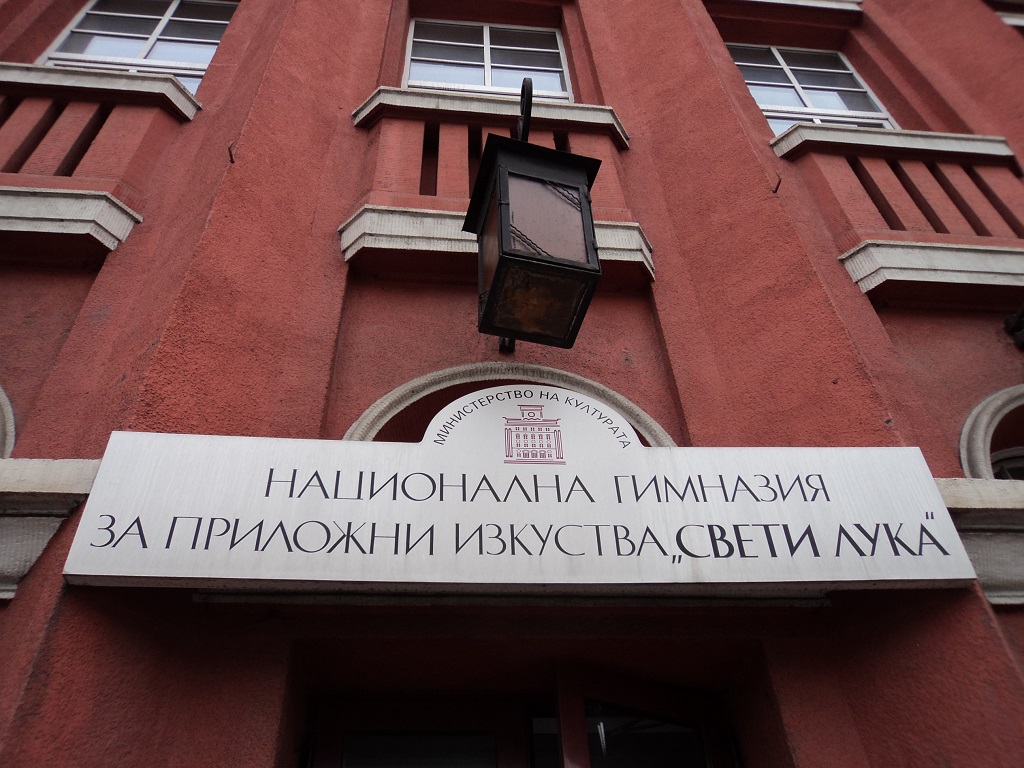 МИНИСТЕРСТВО НА КУЛТУРАТА
НАЦИОНАЛНА ГИМНАЗИЯ
ЗА ПРИЛОЖНИ ИЗКУСТВА „СВЕТИ ЛУКА“